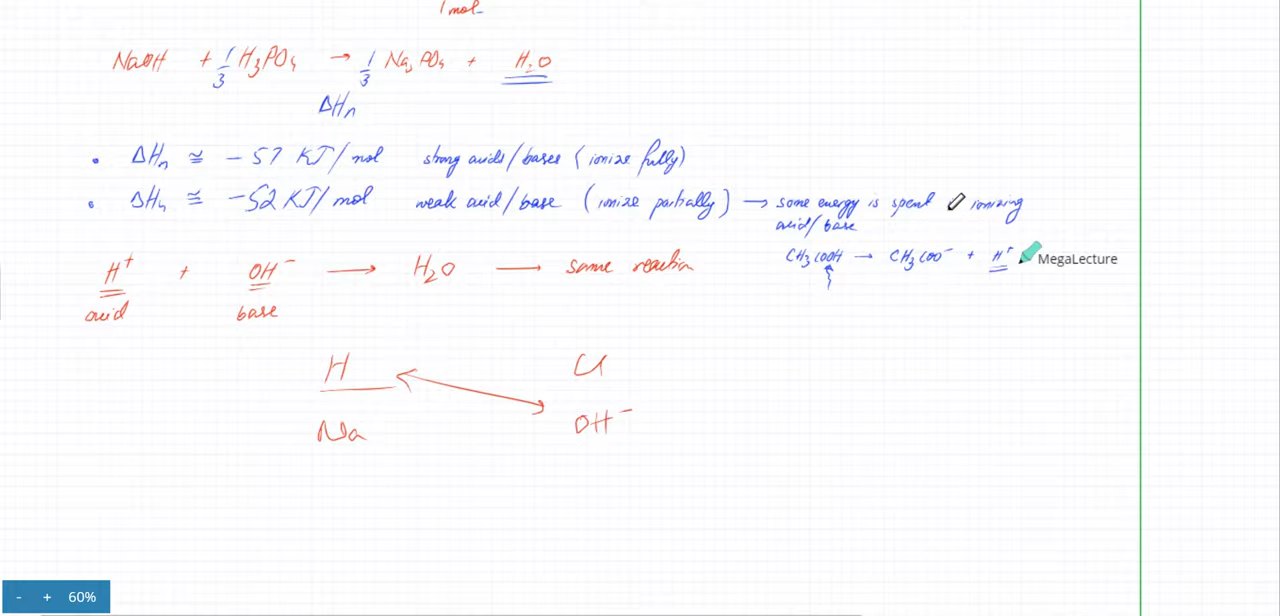 1mol
NaOH + 1/3 H₃PO₄ → 1/3 Na₃PO₄ + H₂O
ΔHn
• ΔHn ≅ -57 KJ/mol strong acids/bases (ionize fully)
• ΔHn ≅ -52 KJ/mol weak acid/base (ionize partially) → some energy is spent ionizing
acid/base
CH₃COOH → CH₃COO⁻ + H⁺
MegaLecture
H⁺ + OH⁻ → H₂O → same reaction
acid base
H Cl
Na OH⁻
- + 60%